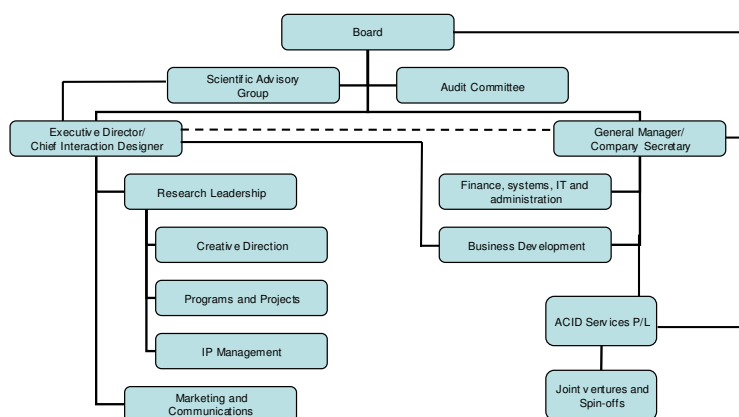 Board
Scientific Advisory
Group
Audit Committee
Executive Director/
Chief Interaction Designer
General Manager/
Company Secretary
Research Leadership
Finance, systems, IT and
administration
Creative Direction
Business Development
Programs and Projects
ACID Services P/L
IP Management
Marketing and
Communications
Joint ventures and
Spin-offs